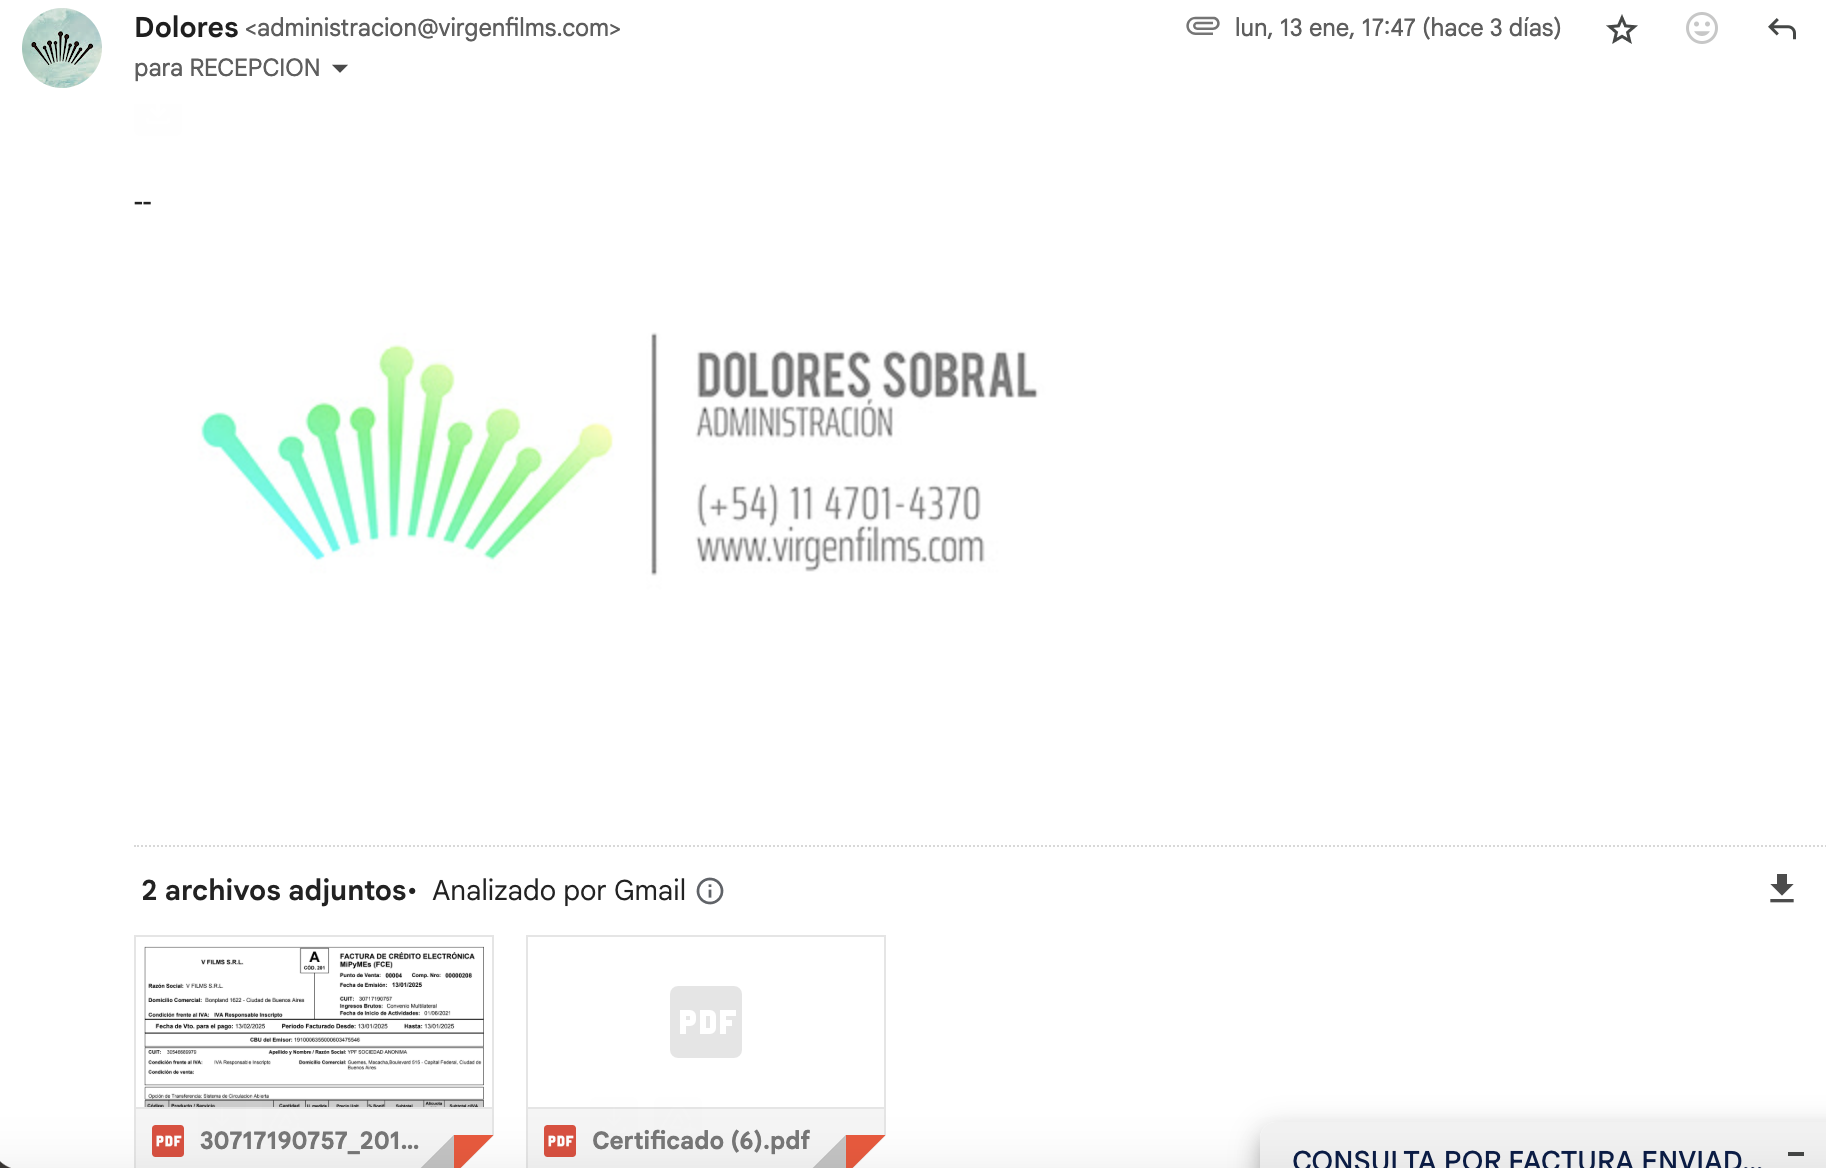 Dolores <administracion@virgenfilms.com>
lun, 13 ene, 17:47 (hace 3 días)
para RECEPCION
--
DOLORES SOBRAL
ADMINISTRACIÓN
(+54) 11 4701-4370
www.virgenfilms.com
2 archivos adjuntos• Analizado por Gmail
V FILMS S.R.L.
A
COD. 201
FACTURA DE CRÉDITO ELECTRÓNICA
MiPyMEs (FCE)
Punto de Venta: 00004 Comp. Nro: 00000208
Fecha de Emisión: 13/01/2025
Razón Social: V FILMS S.R.L.
Domicilio Comercial: Bonpland 1622 - Ciudad de Buenos Aires
Condición frente al IVA: IVA Responsable Inscripto
CUIT: 30717190757
Ingresos Brutos: Convenio Multilateral
Fecha de Inicio de Actividades: 01/06/2021
Fecha de Vto. para el pago: 13/02/2025 Período Facturado Desde: 13/01/2025 Hasta: 13/01/2025
CBU del Emisor:
CUIT:
Apellido y Nombre / Razón Social: YPF SOCIEDAD ANONIMA
Condición frente al IVA: IVA Responsable Inscripto
Domicilio Comercial: Guemes, Macacha,Boulevard 515 - Capital Federal, Ciudad de
Buenos Aires
Condición de venta:
Opción de Transferencia: Sistema de Circulacion Abierta
Código Producto / Servicio Cantidad
PDF
PDF 30717190757_201...
PDF Certificado (6).pdf
CONSULTA POR FACTURA ENVIAD...